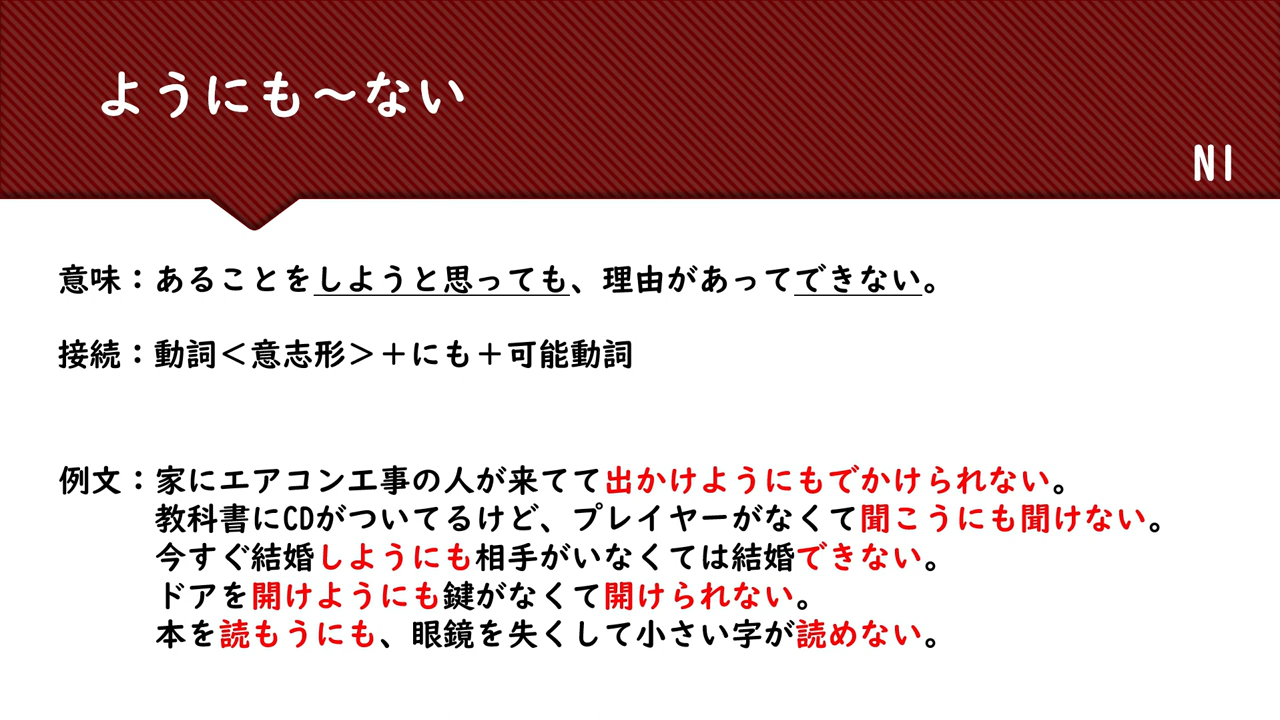 ようにも～ない
N1
意味：あることをしようと思っても、理由があってできない。
接続：動詞＜意志形＞＋にも＋可能動詞
例文：家にエアコン工事の人が来てて出かけようにもでかけられない。
教科書にCDがついてるけど、プレイヤーがなくて聞こうにも聞けない。
今すぐ結婚しようにも相手がいなくては結婚できない。
ドアを開けようにも鍵がなくて開けられない。
本を読もうにも、眼鏡を失くして小さい字が読めない。